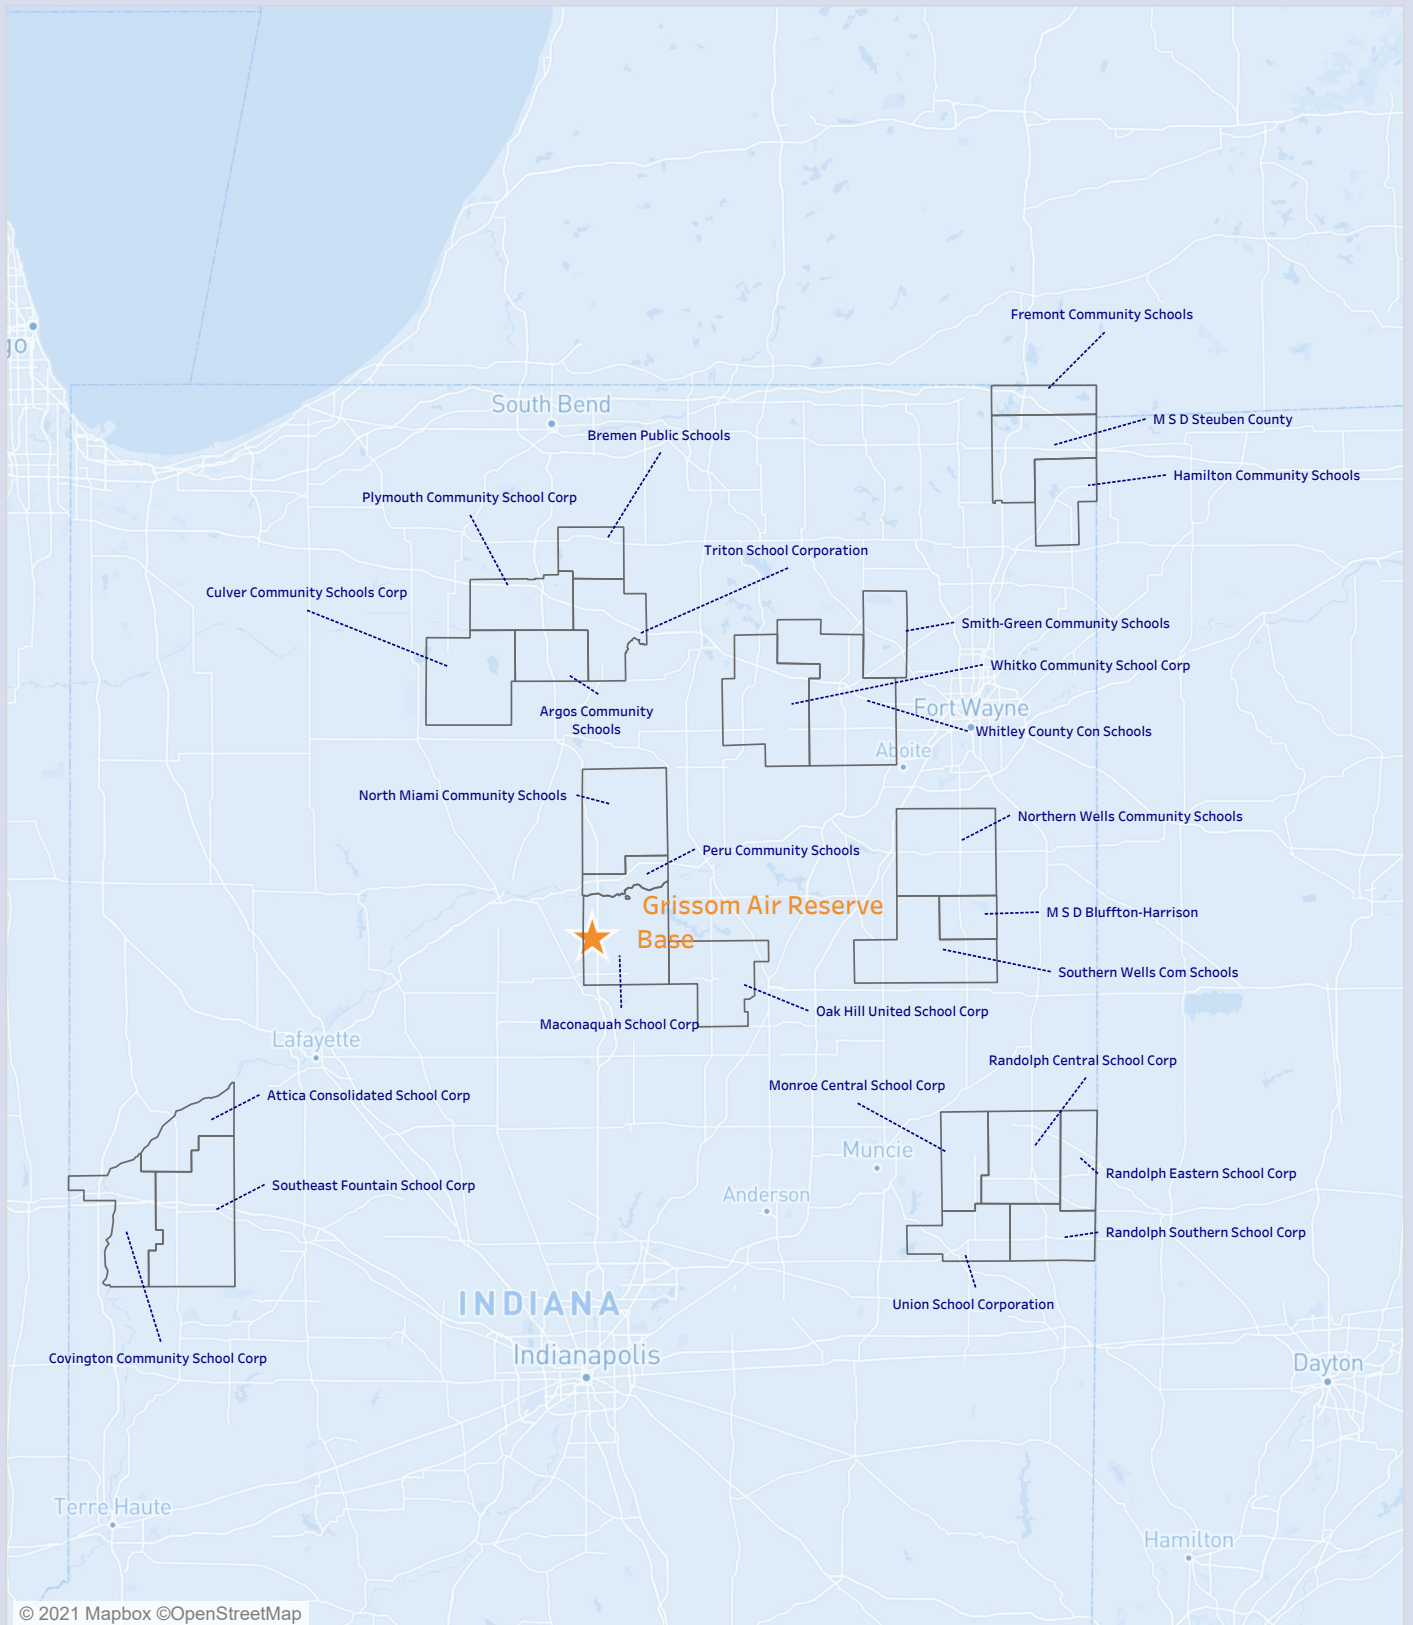 Fremont Community Schools
go
South Bend
M S D Steuben County
Bremen Public Schools
Hamilton Community Schools
Plymouth Community School Corp
Triton School Corporation
Culver Community Schools Corp
Smith-Green Community Schools
Whitko Community School Corp
Fort Wayne
Argos Community
Schools
Whitley County Con Schools
Aboite
North Miami Community Schools
Northern Wells Community Schools
Peru Community Schools
Grissom Air Reserve
Base
M S D Bluffton-Harrison
Southern Wells Com Schools
Oak Hill United School Corp
Maconaquah School Corp
Lafayette
Randolph Central School Corp
Monroe Central School Corp
Attica Consolidated School Corp
Muncie
Randolph Eastern School Corp
Southeast Fountain School Corp
Anderson
Randolph Southern School Corp
INDIANA
Union School Corporation
Indianapolis
Covington Community School Corp
Dayton
Terre Haute
Hamilton
© 2021 Mapbox ©OpenStreetMap